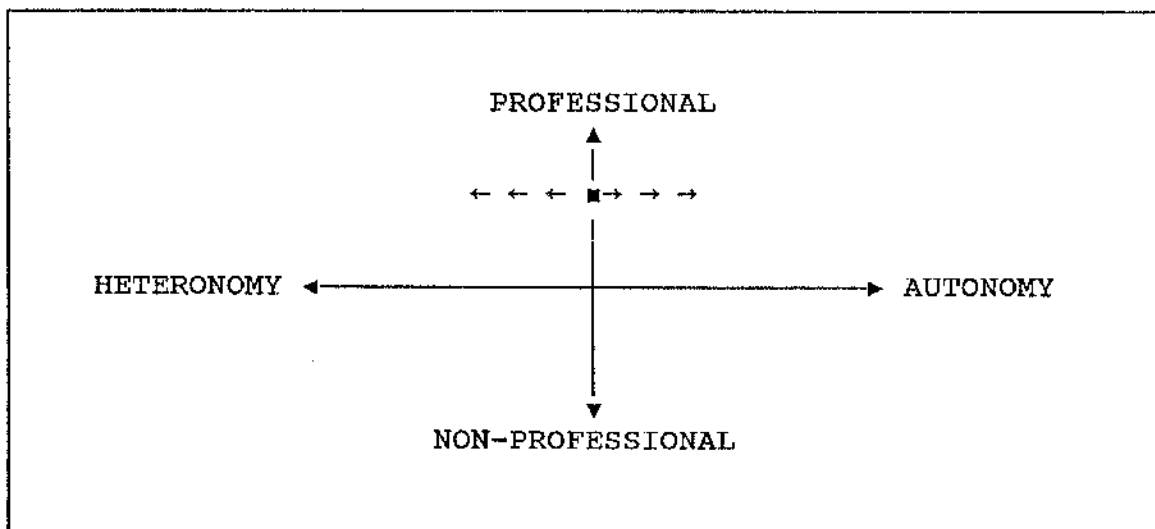 PROFESSIONAL
← ← ← ■→ → →
HETERONOMY AUTONOMY
NON-PROFESSIONAL